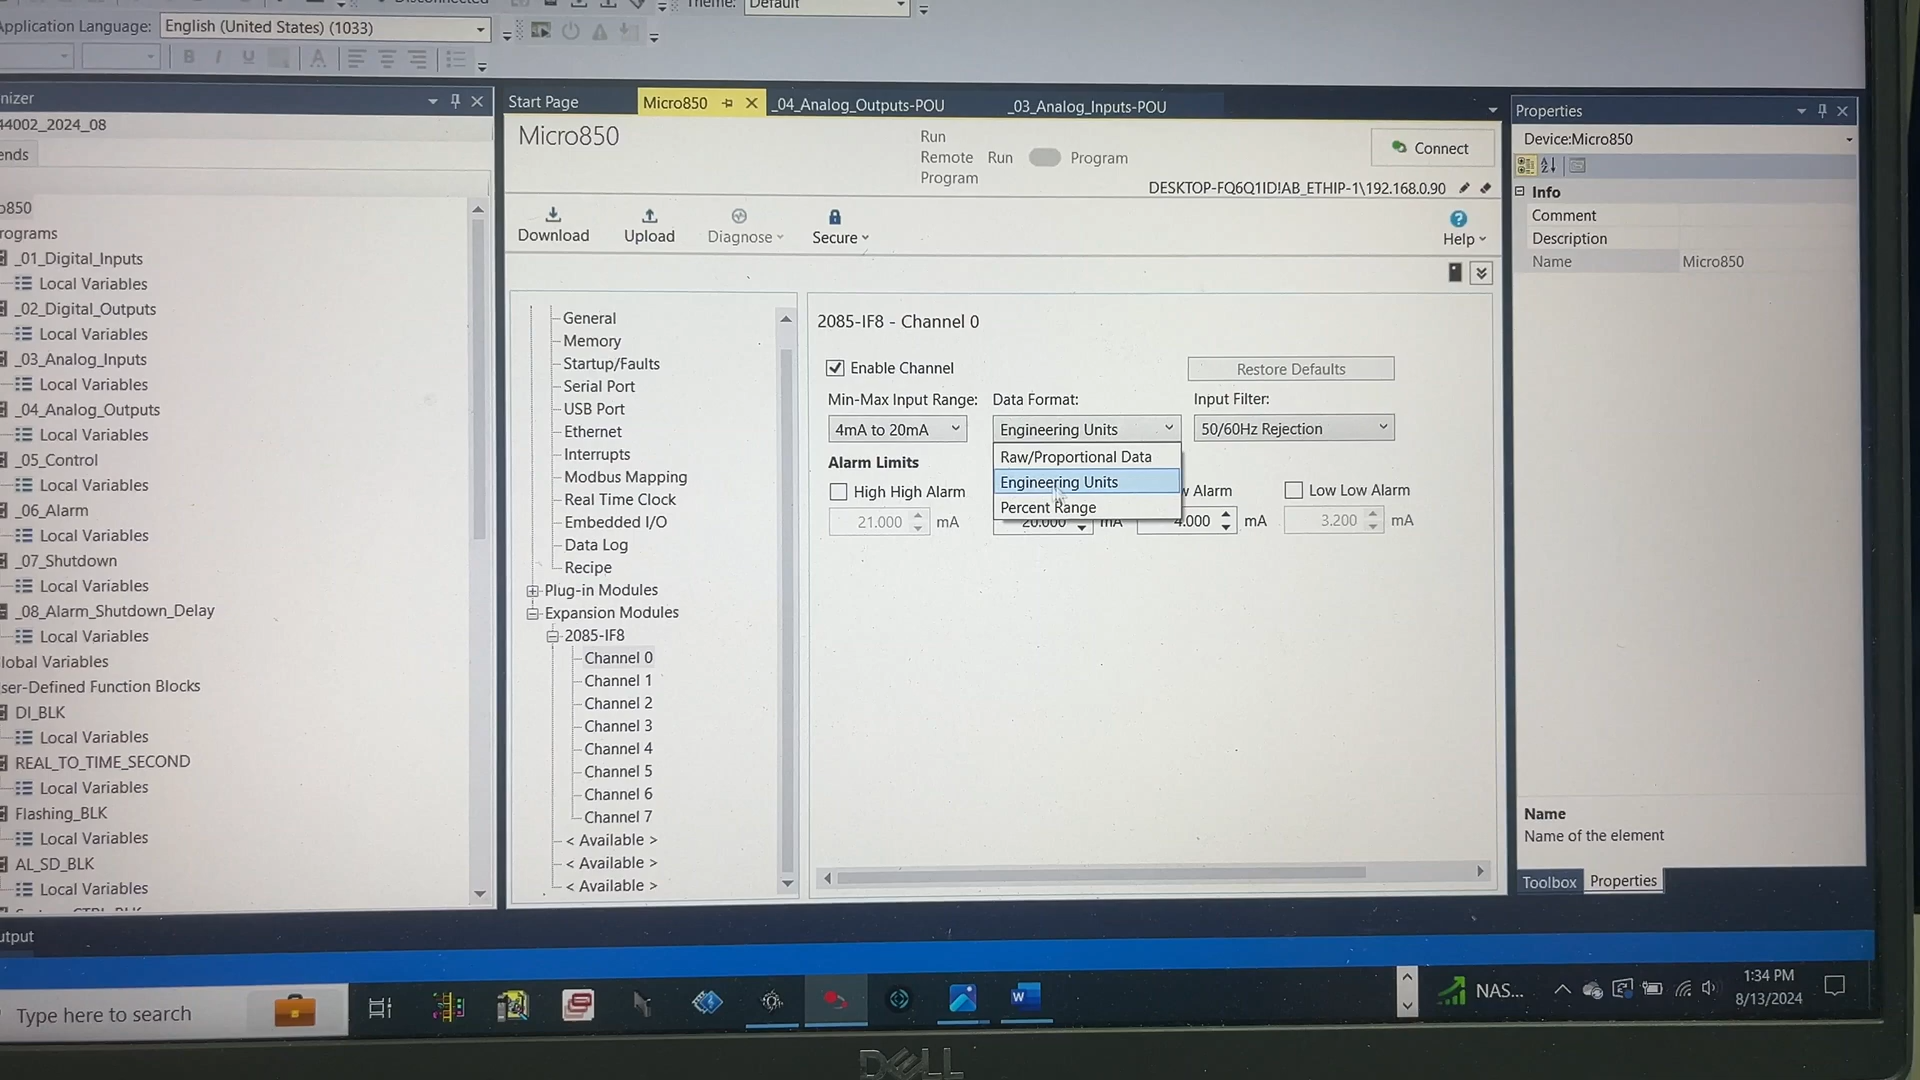 Disconnected
Theme: Default
Application Language: English (United States) (1033)
B I U A
nizer
44002_2024_08
ends
o850
rograms
_01_Digital_Inputs
Local Variables
_02_Digital_Outputs
Local Variables
_03_Analog_Inputs
Local Variables
_04_Analog_Outputs
Local Variables
_05_Control
Local Variables
_06_Alarm
Local Variables
_07_Shutdown
Local Variables
_08_Alarm_Shutdown_Delay
Local Variables
lobal Variables
ser-Defined Function Blocks
DI_BLK
Local Variables
REAL_TO_TIME_SECOND
Local Variables
Flashing_BLK
Local Variables
AL_SD_BLK
Local Variables
utput
Start Page
Micro850
_04_Analog_Outputs-POU
_03_Analog_Inputs-POU
Micro850
Run
Remote Run Program
Program
Connect
DESKTOP-FQ6Q1ID!AB_ETHIP-1\192.168.0.90
Download
Upload
Diagnose
Secure
Help
General
Memory
Startup/Faults
Serial Port
USB Port
Ethernet
Interrupts
Modbus Mapping
Real Time Clock
Embedded I/O
Data Log
Recipe
Plug-in Modules
Expansion Modules
2085-IF8
Channel 0
Channel 1
Channel 2
Channel 3
Channel 4
Channel 5
Channel 6
Channel 7
< Available >
< Available >
< Available >
2085-IF8 - Channel 0
Enable Channel
Restore Defaults
Min-Max Input Range: Data Format: Input Filter:
4mA to 20mA Engineering Units 50/60Hz Rejection
Raw/Proportional Data
Engineering Units
Percent Range
Alarm Limits
High High Alarm w Alarm Low Low Alarm
21.000 mA 20.000 mA 4.000 mA 3.200 mA
Properties
Device:Micro850
Info
Comment
Description
Name Micro850
Name
Name of the element
Toolbox Properties
Type here to search
NAS...
1:34 PM
8/13/2024
DELL